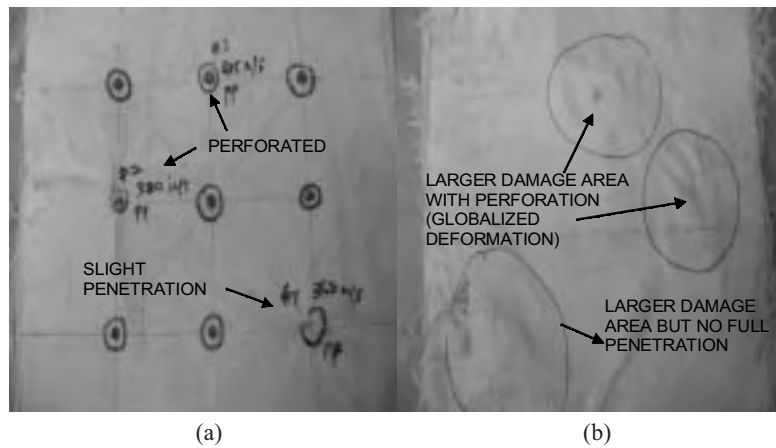 PERFORATED
SLIGHT
PENETRATION
LARGER DAMAGE AREA
WITH PERFORATION
(GLOBALIZED
DEFORMATION)
LARGER DAMAGE
AREA BUT NO FULL
PENETRATION
(a)
(b)